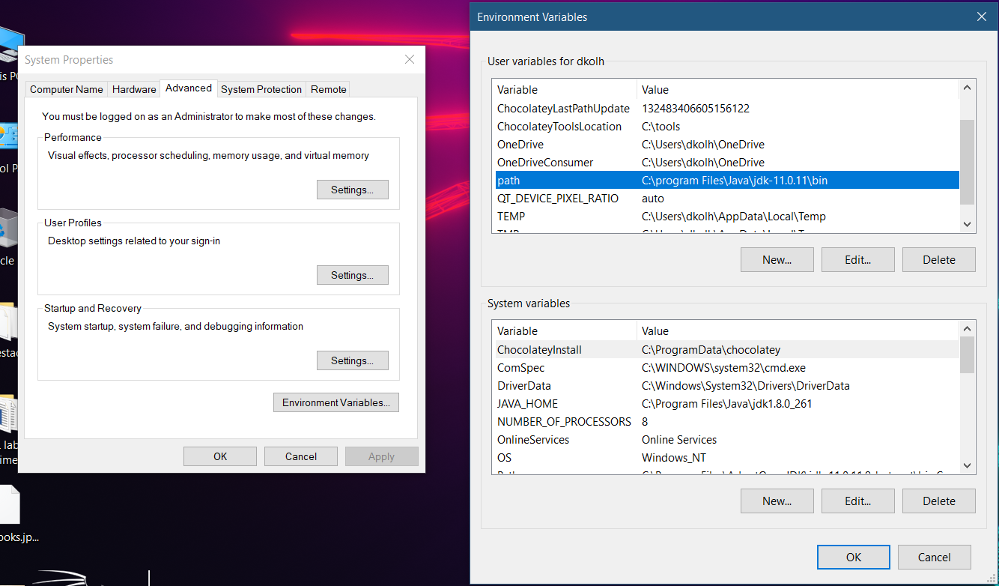 is PC
ol P
cle
estac
lab
ime
ooks.jp...
System Properties
Computer Name
Hardware
Advanced
System Protection
Remote
You must be logged on as an Administrator to make most of these changes.
Performance
Visual effects, processor scheduling, memory usage, and virtual memory
Settings...
User Profiles
Desktop settings related to your sign-in
Settings...
Startup and Recovery
System startup, system failure, and debugging information
Settings...
Environment Variables...
OK
Cancel
Apply
Environment Variables
User variables for dkolh
Variable Value
ChocolateyLastPathUpdate 132483406605156122
ChocolateyToolsLocation C:\tools
OneDrive C:\Users\dkolh\OneDrive
OneDriveConsumer C:\Users\dkolh\OneDrive
path C:\program Files\Java\jdk-11.0.11\bin
QT_DEVICE_PIXEL_RATIO auto
TEMP C:\Users\dkolh\AppData\Local\Temp
New...
Edit...
Delete
System variables
Variable Value
ChocolateyInstall C:\ProgramData\chocolatey
ComSpec C:\WINDOWS\system32\cmd.exe
DriverData C:\Windows\System32\Drivers\DriverData
JAVA_HOME C:\Program Files\Java\jdk1.8.0_261
NUMBER_OF_PROCESSORS 8
OnlineServices Online Services
OS Windows_NT
New...
Edit...
Delete
OK
Cancel